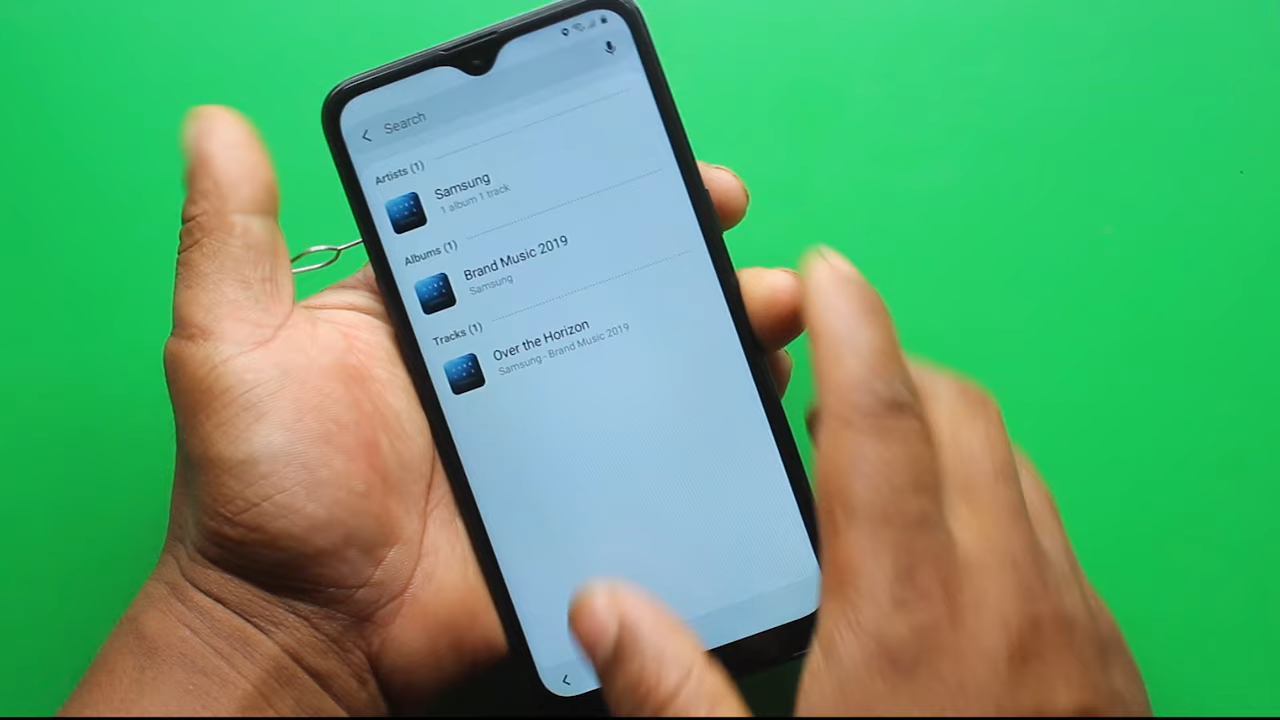 Search
Artists (1)
Samsung
1 album 1 track
Albums (1)
Brand Music 2019
Samsung
Tracks (1)
Over the Horizon
Samsung - Brand Music 2019